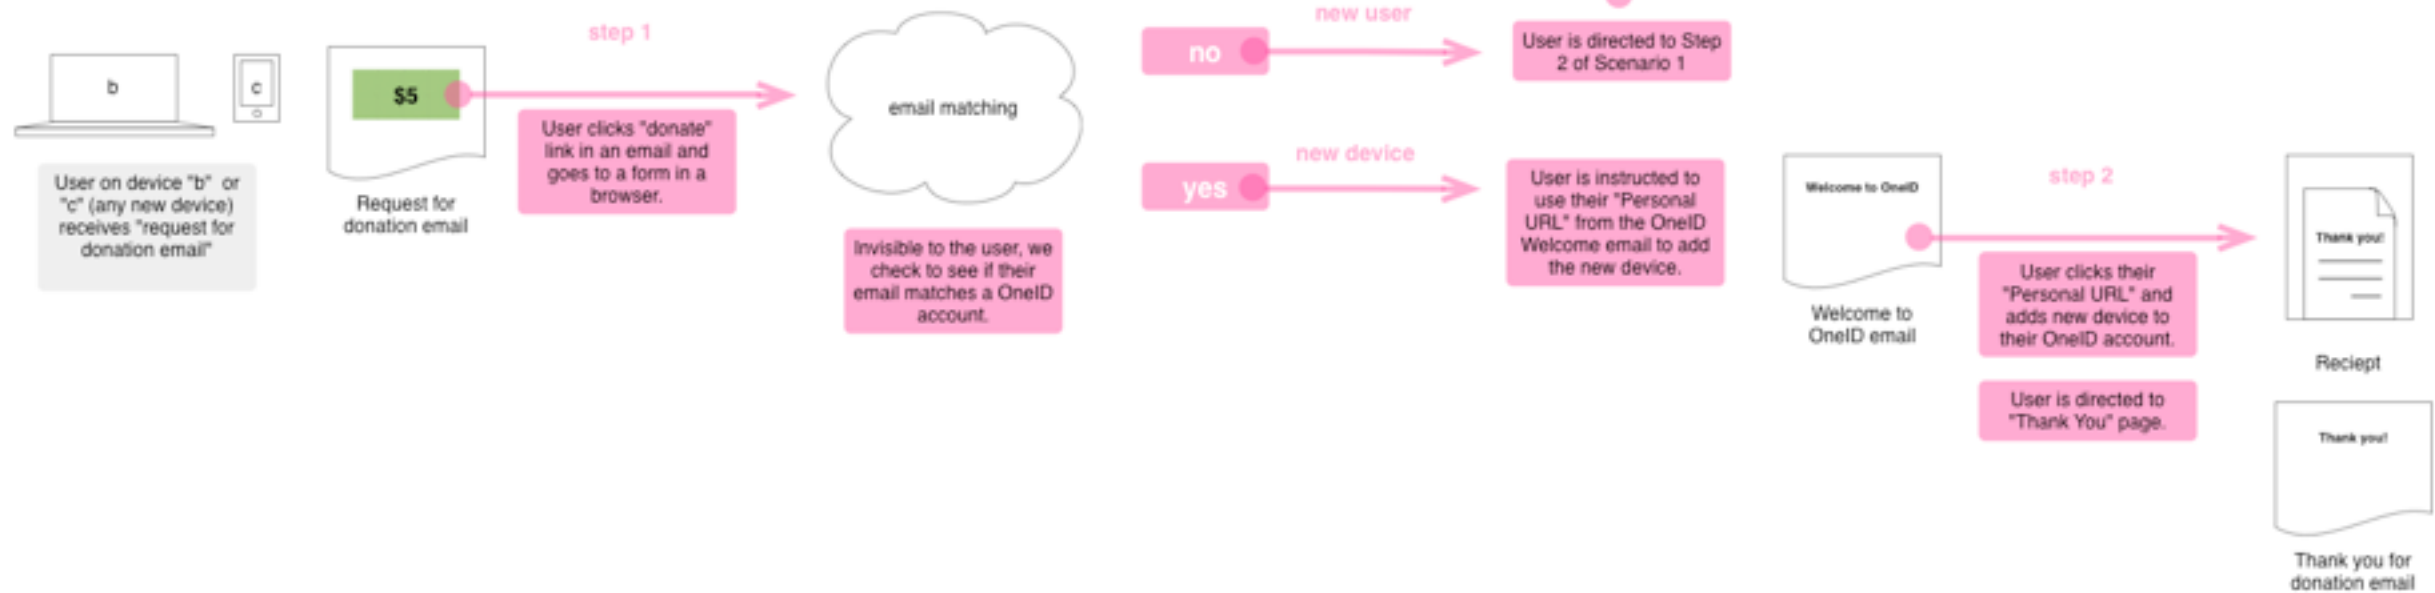 b
c
User on device "b" or
"c" (any new device)
receives "request for
donation email"
$5
Request for
donation email
step 1
User clicks "donate"
link in an email and
goes to a form in a
browser.
email matching
Invisible to the user, we
check to see if their
email matches a OneID
account.
no
new user
User is directed to Step
2 of Scenario 1
yes
new device
User is instructed to
use their "Personal
URL" from the OneID
Welcome email to add
the new device.
Welcome to OneID
Welcome to
OneID email
step 2
User clicks their
"Personal URL" and
adds new device to
their OneID account.
User is directed to
"Thank You" page.
Thank you!
Reciept
Thank you!
Thank you for
donation email